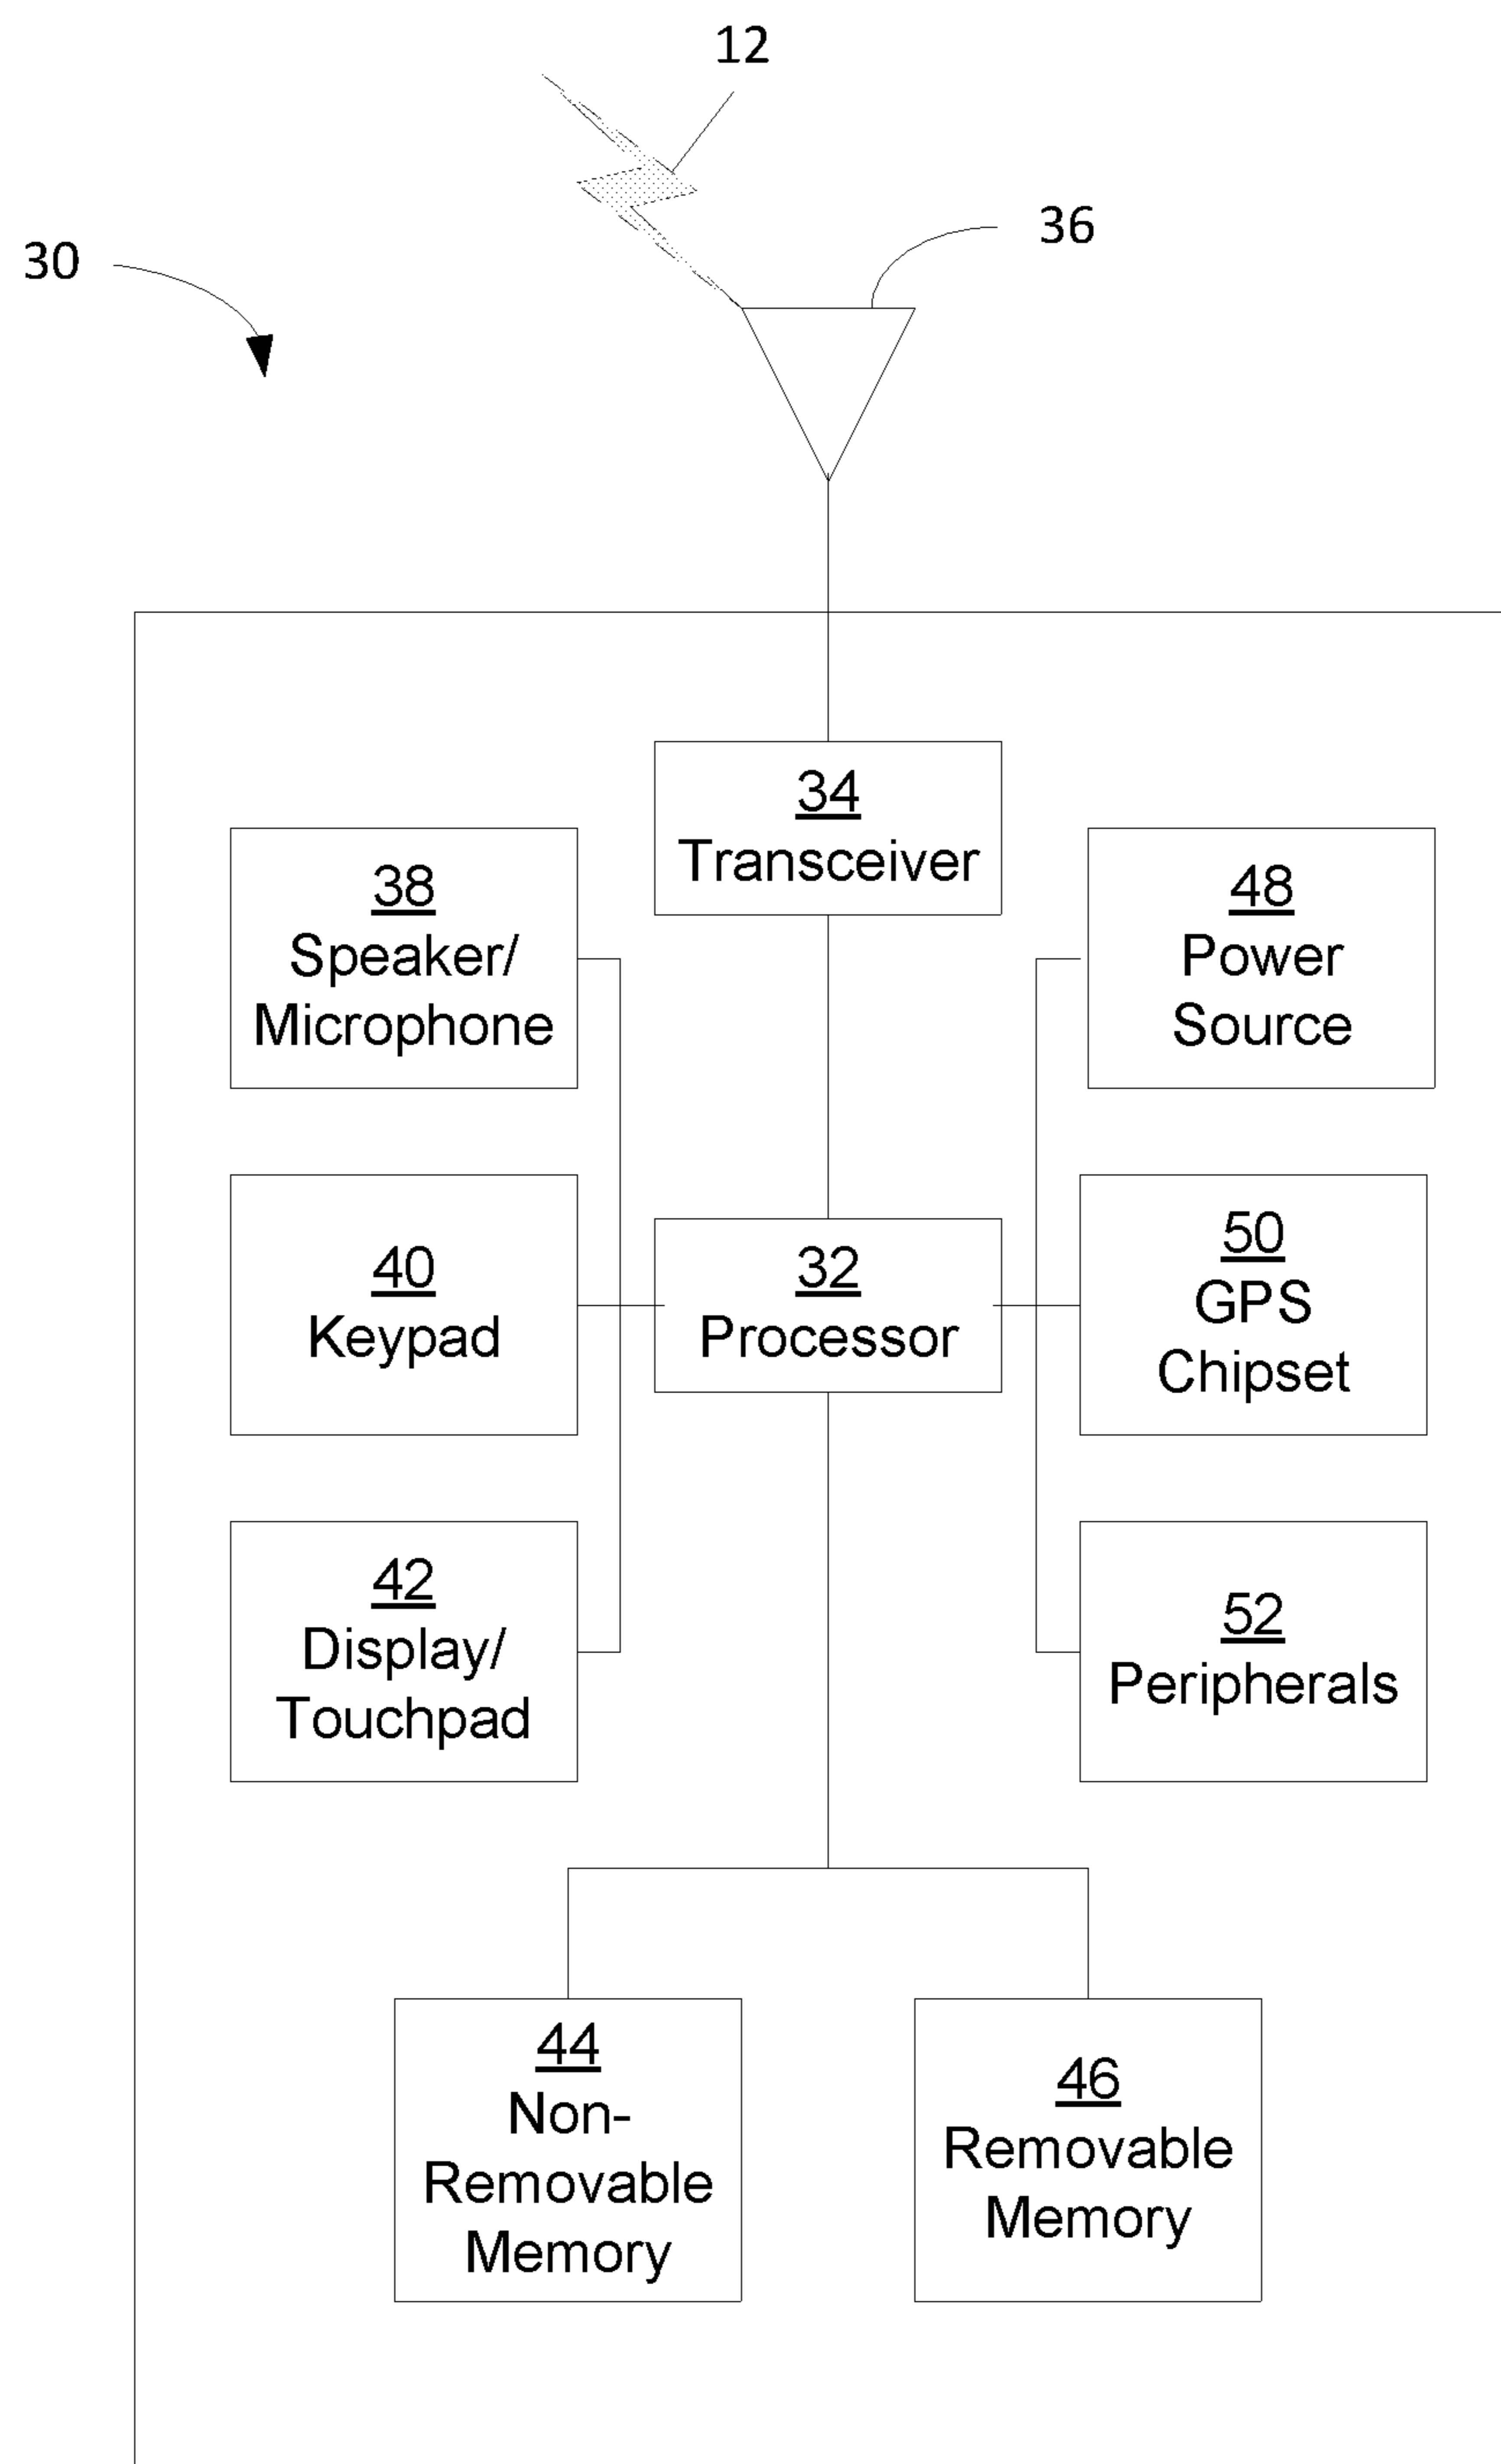 12
36
30
34
Transceiver
38
Speaker/
Microphone
48
Power
Source
40
Keypad
32
Processor
50
GPS
Chipset
42
Display/
Touchpad
52
Peripherals
44
Non-
Removable
Memory
46
Removable
Memory